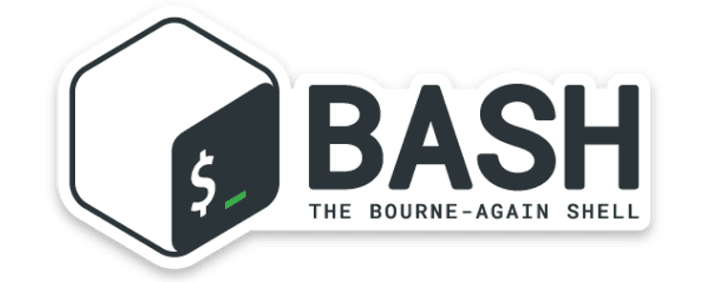 $_
BASH
THE BOURNE-AGAIN SHELL